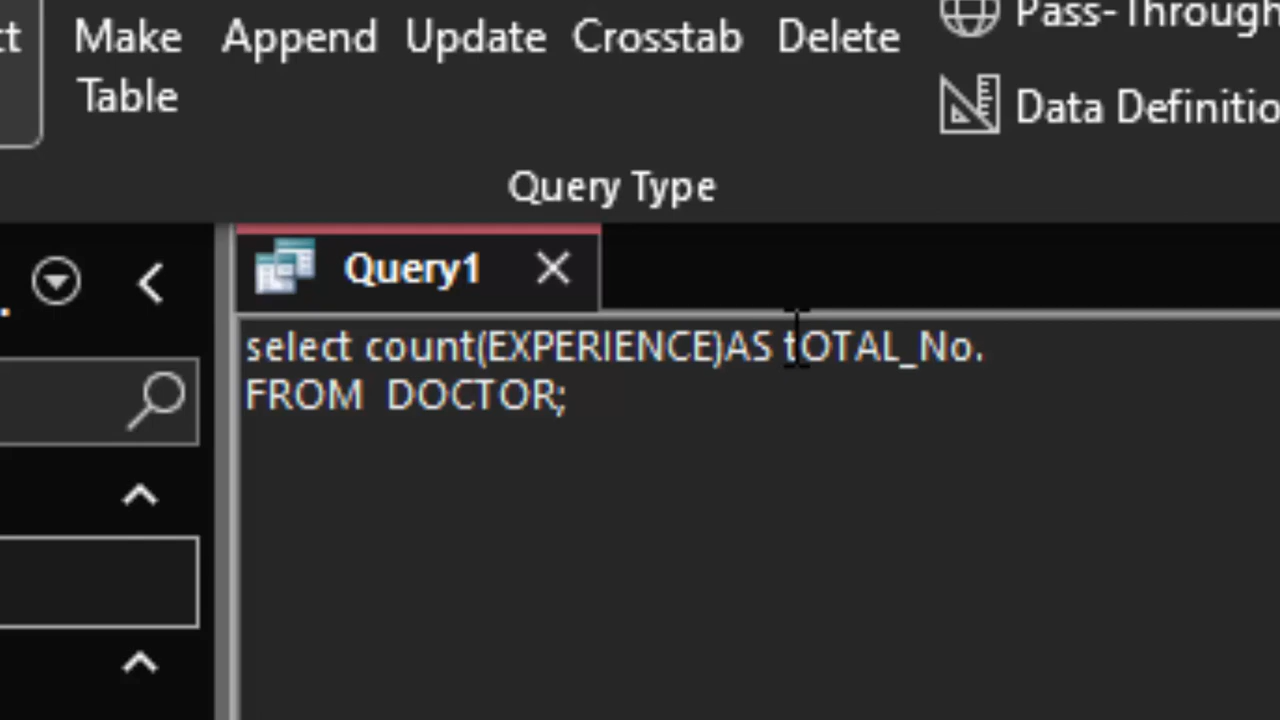 Make Table
Append
Update
Crosstab
Delete
Pass-Through
Data Definitio
Query Type
Query1
select count(EXPERIENCE)AS tOTAL_No.
FROM  DOCTOR;